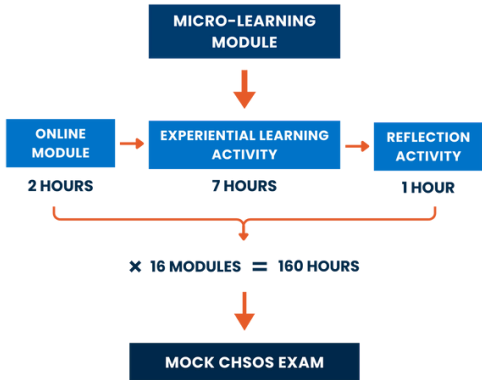 MICRO-LEARNING
MODULE
ONLINE
MODULE
EXPERIENTIAL LEARNING
ACTIVITY
REFLECTION
ACTIVITY
2 HOURS
7 HOURS
1 HOUR
× 16 MODULES = 160 HOURS
MOCK CHSOS EXAM